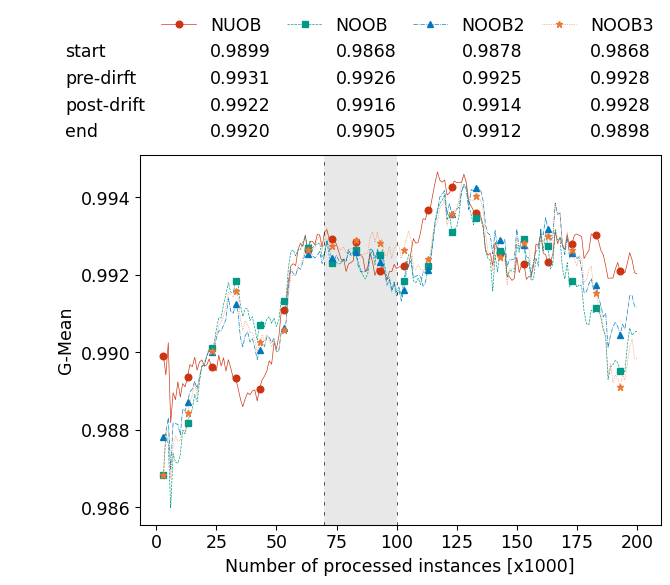 NUOB NOOB NOOB2 NOOB3
start 0.9899 0.9868 0.9878 0.9868
pre-dirft 0.9931 0.9926 0.9925 0.9928
post-drift 0.9922 0.9916 0.9914 0.9928
end 0.9920 0.9905 0.9912 0.9898
0.994
0.992
0.990
0.988
0.986
G-Mean
0 25 50 75 100 125 150 175 200
Number of processed instances [x1000]